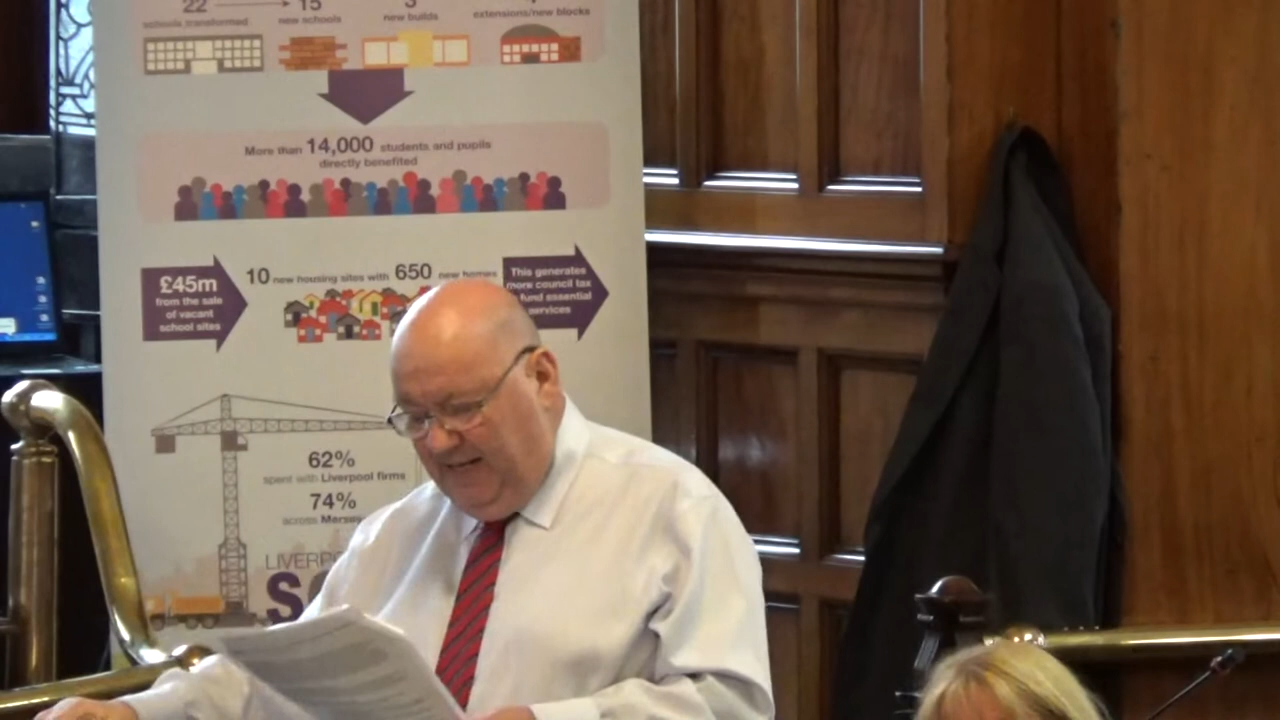 22 15 3
schools transformed new schools new builds extensions/new blocks
More than 14,000 students and pupils
directly benefited
£45m
from the sale
of vacant
school sites
10 new housing sites with 650 new homes
This generates
more council tax
fund essential
services
62%
spent with Liverpool firms
74%
across Mersey
LIVERPO